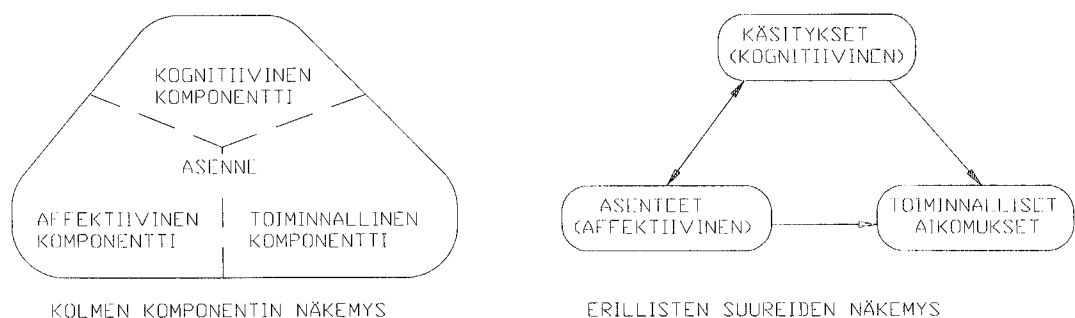 KOGNITIIVINEN
KOMPONENTTI
ASENNE
AFFEKTIIVINEN
KOMPONENTTI
TOIMINNALLINEN
KOMPONENTTI
KOLMEN KOMPONENTIN NÄKEMYS
KÄSITYKSET
(KOGNITIIVINEN)
ASENTEET
(AFFEKTIIVINEN)
TOIMINNALLISET
AIKOMUKSET
ERILLISTEN SUUREIDEN NÄKEMYS